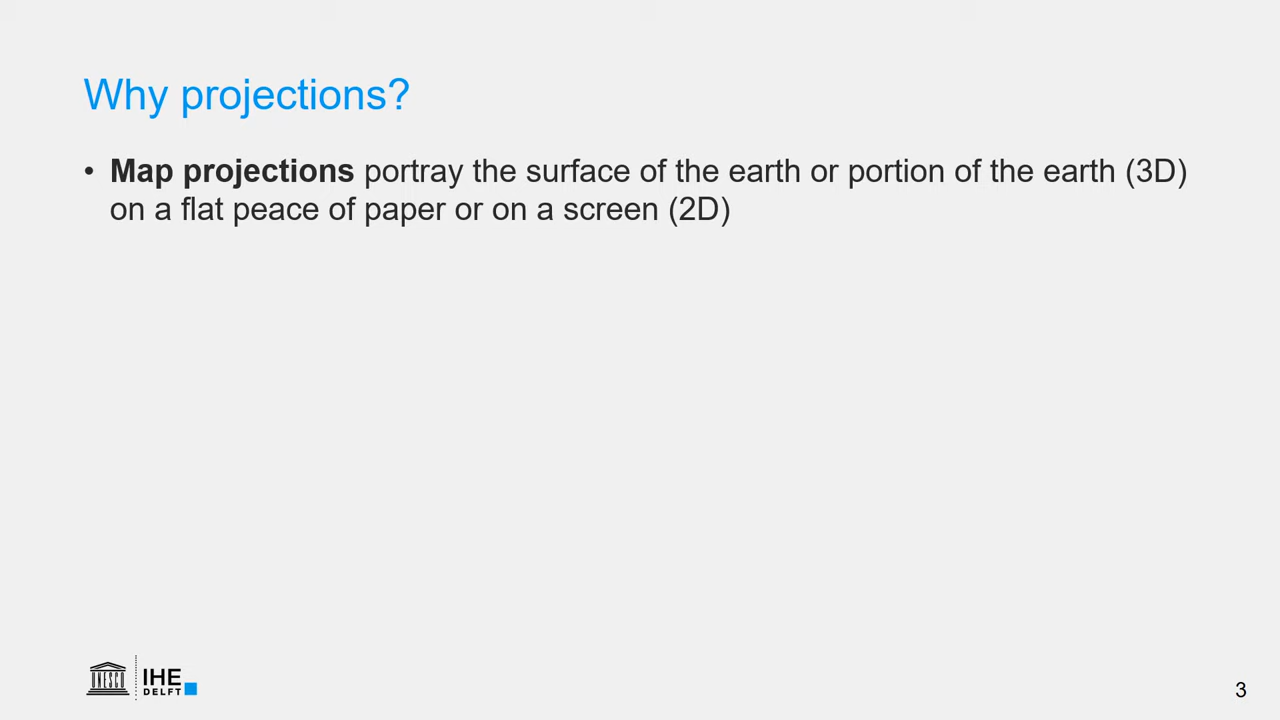 Why projections?
• Map projections portray the surface of the earth or portion of the earth (3D)
on a flat peace of paper or on a screen (2D)
UNESCO
IHE
DELFT
3